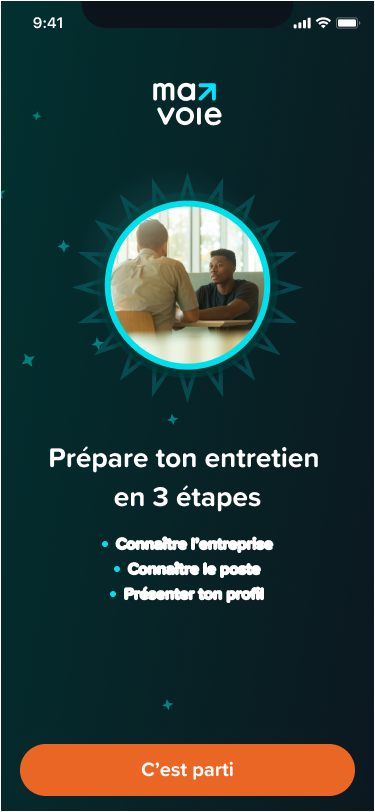 9:41
ma
voie
Prépare ton entretien
en 3 étapes
• Connaître l’entreprise
• Connaître le poste
• Présenter ton profil
C’est parti